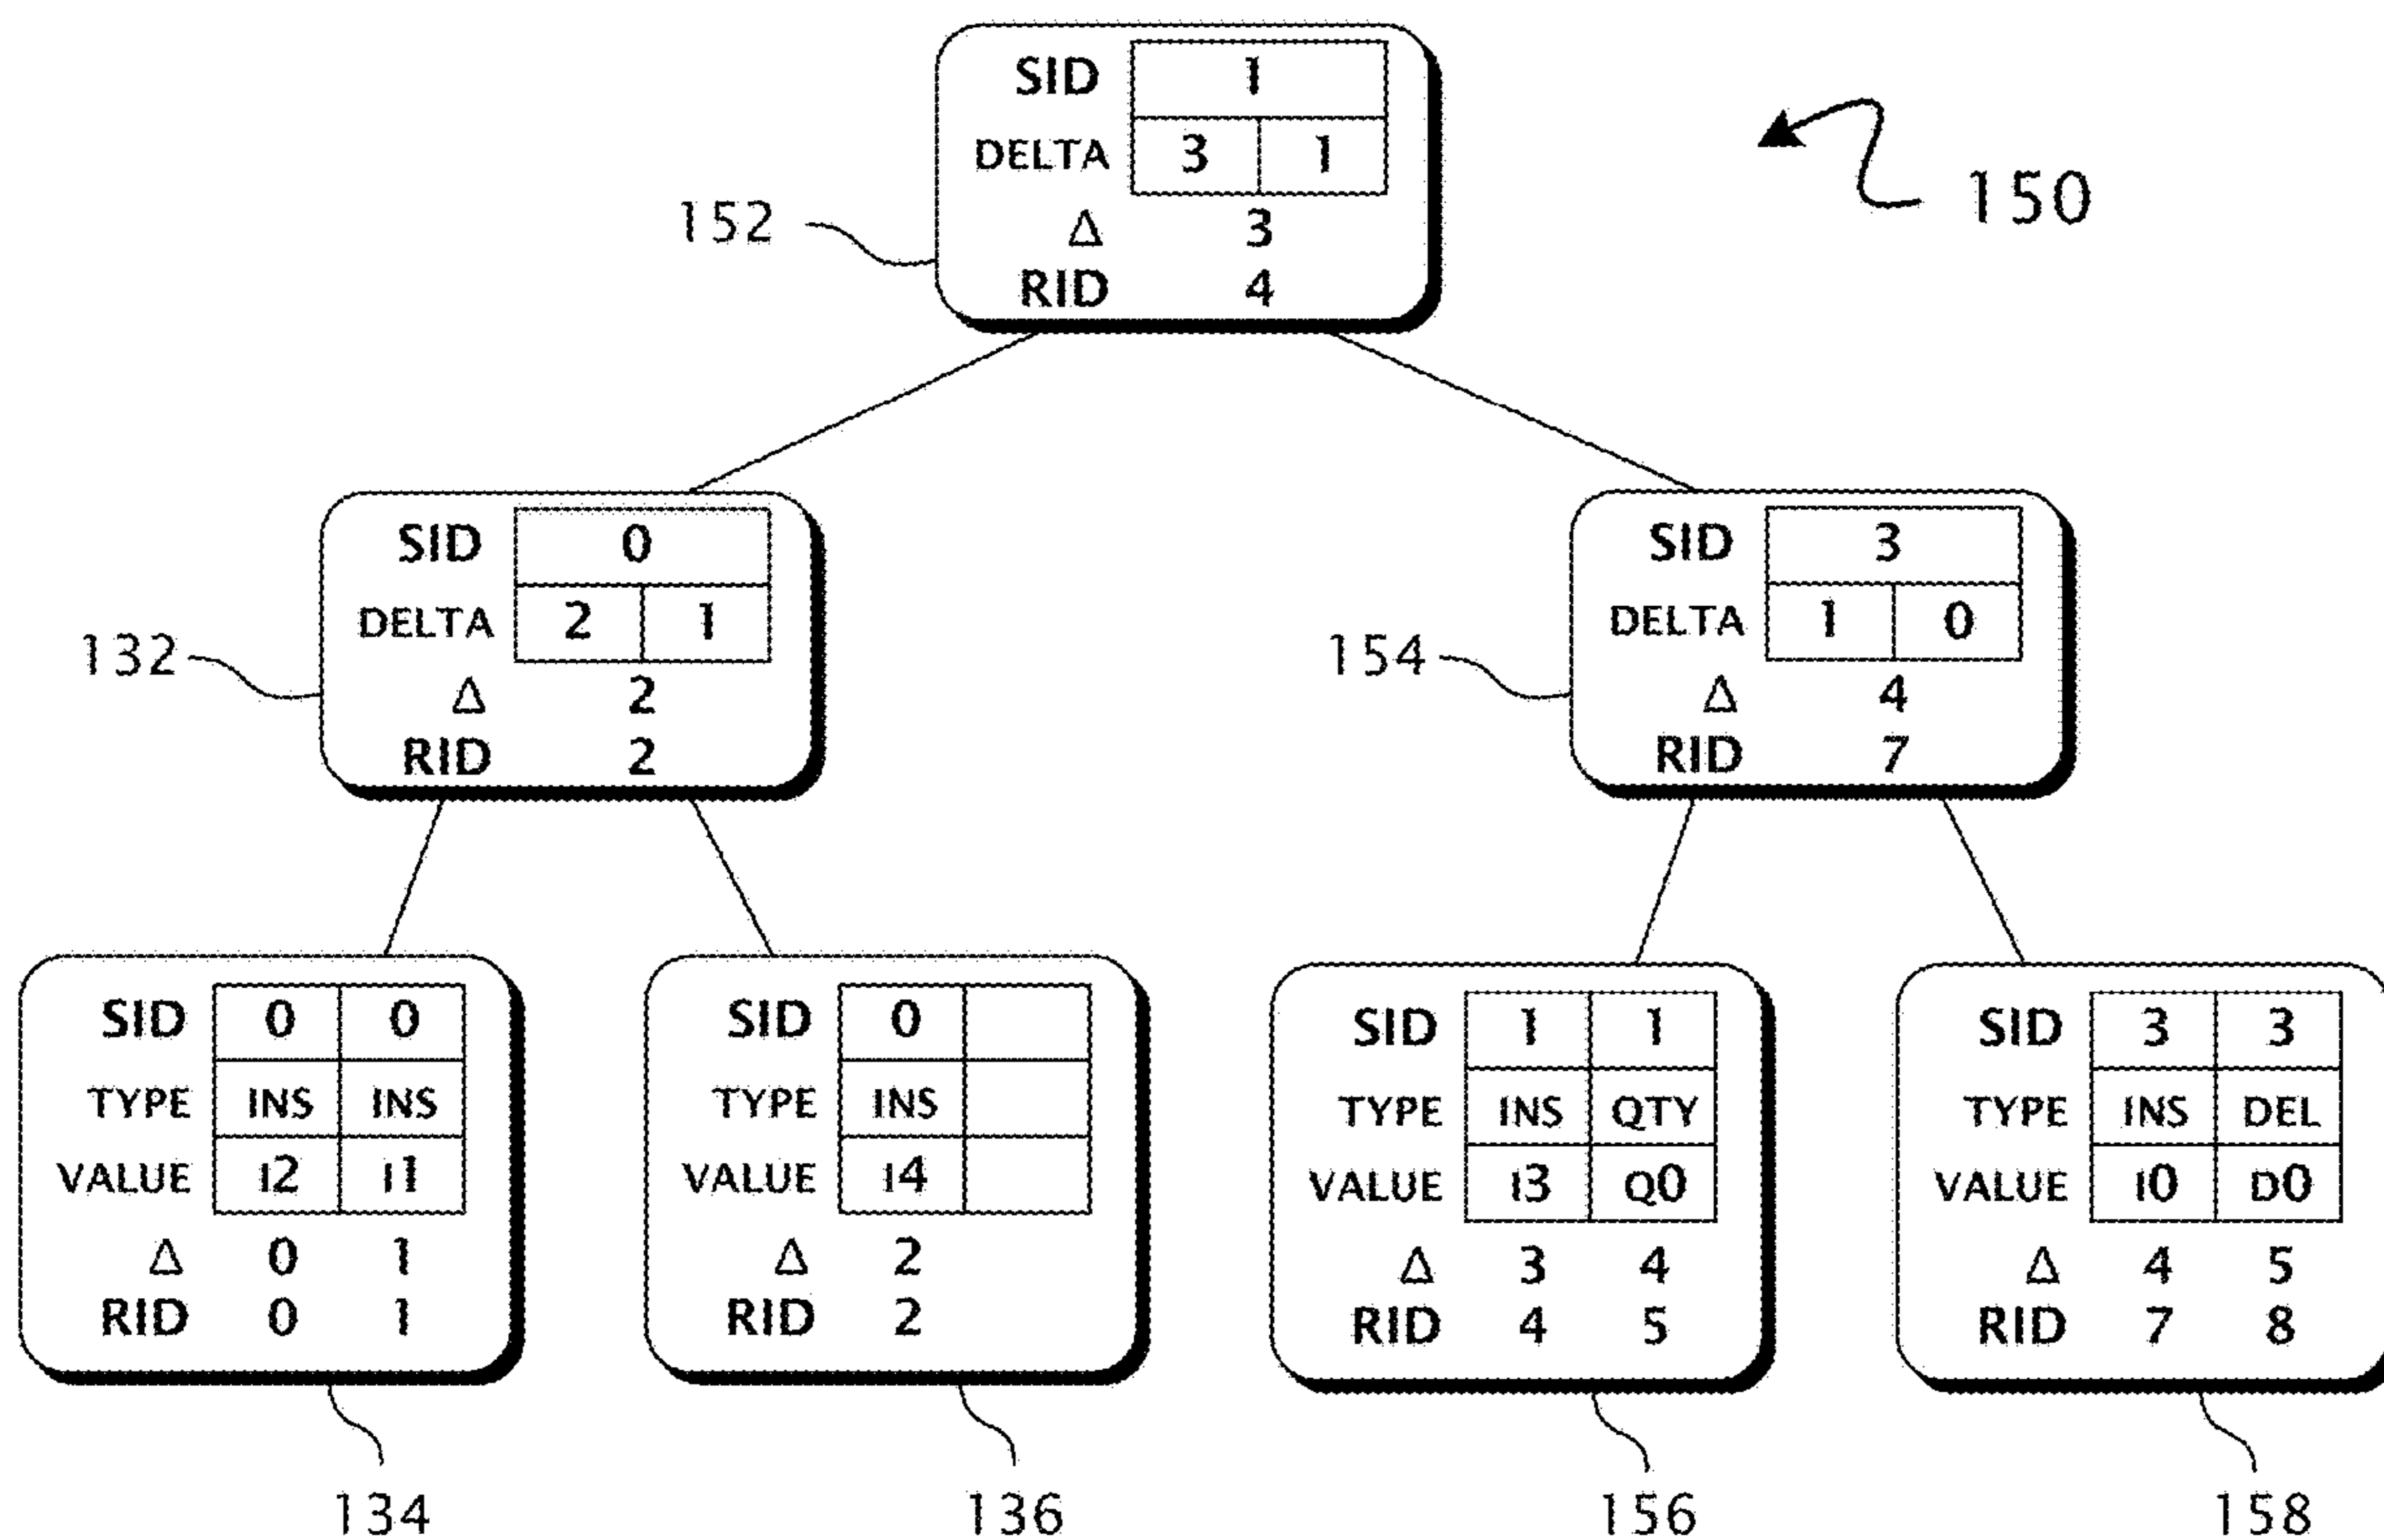 SID 1
DELTA 3 1
Δ 3
RID 4
152
150
SID 0
DELTA 2 1
Δ 2
RID 2
132
SID 3
DELTA 1 0
Δ 4
RID 7
154
SID 0 0
TYPE INS INS
VALUE i2 i1
Δ 0 1
RID 0 1
134
SID 0
TYPE INS
VALUE i4
Δ 2
RID 2
136
SID 1 1
TYPE INS QTY
VALUE i3 Q0
Δ 3 4
RID 4 5
156
SID 3 3
TYPE INS DEL
VALUE i0 D0
Δ 4 5
RID 7 8
158